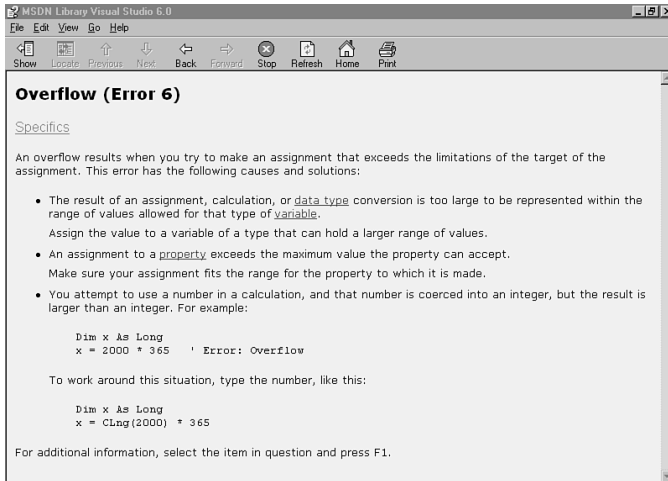 MSDN Library Visual Studio 6.0
File Edit View Go Help
Show Locate Previous Next Back Forward Stop Refresh Home Print
Overflow (Error 6)
Specifics
An overflow results when you try to make an assignment that exceeds the limitations of the target of the
assignment. This error has the following causes and solutions:
• The result of an assignment, calculation, or data type conversion is too large to be represented within the
range of values allowed for that type of variable.
Assign the value to a variable of a type that can hold a larger range of values.
• An assignment to a property exceeds the maximum value the property can accept.
Make sure your assignment fits the range for the property to which it is made.
• You attempt to use a number in a calculation, and that number is coerced into an integer, but the result is
larger than an integer. For example:
Dim x As Long
x = 2000 * 365 ' Error: Overflow
To work around this situation, type the number, like this:
Dim x As Long
x = CLng(2000) * 365
For additional information, select the item in question and press F1.